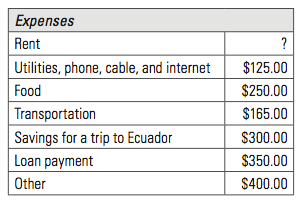 Expenses
Rent ?
Utilities, phone, cable, and internet $125.00
Food $250.00
Transportation $165.00
Savings for a trip to Ecuador $300.00
Loan payment $350.00
Other $400.00